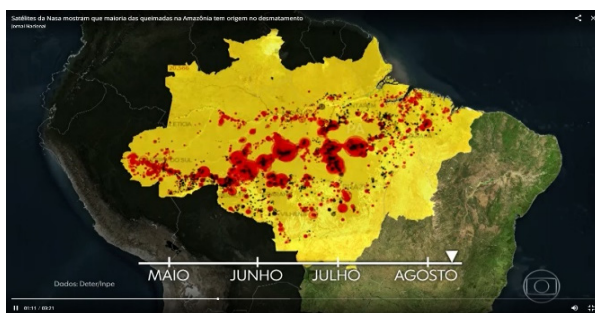 Satélites da Nasa mostram que maioria das queimadas na Amazônia tem origem no desmatamento
Jornal Nacional
MAIO
JUNHO
JULHO
AGOSTO
Dados: Deter/Inpe
01:11 / 03:21